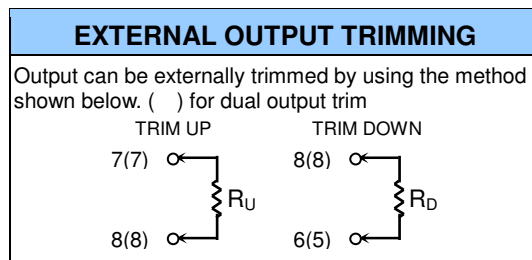 EXTERNAL OUTPUT TRIMMING
Output can be externally trimmed by using the method
shown below. ( ) for dual output trim
TRIM UP TRIM DOWN
7(7) 8(8)
RU RD
8(8) 6(5)